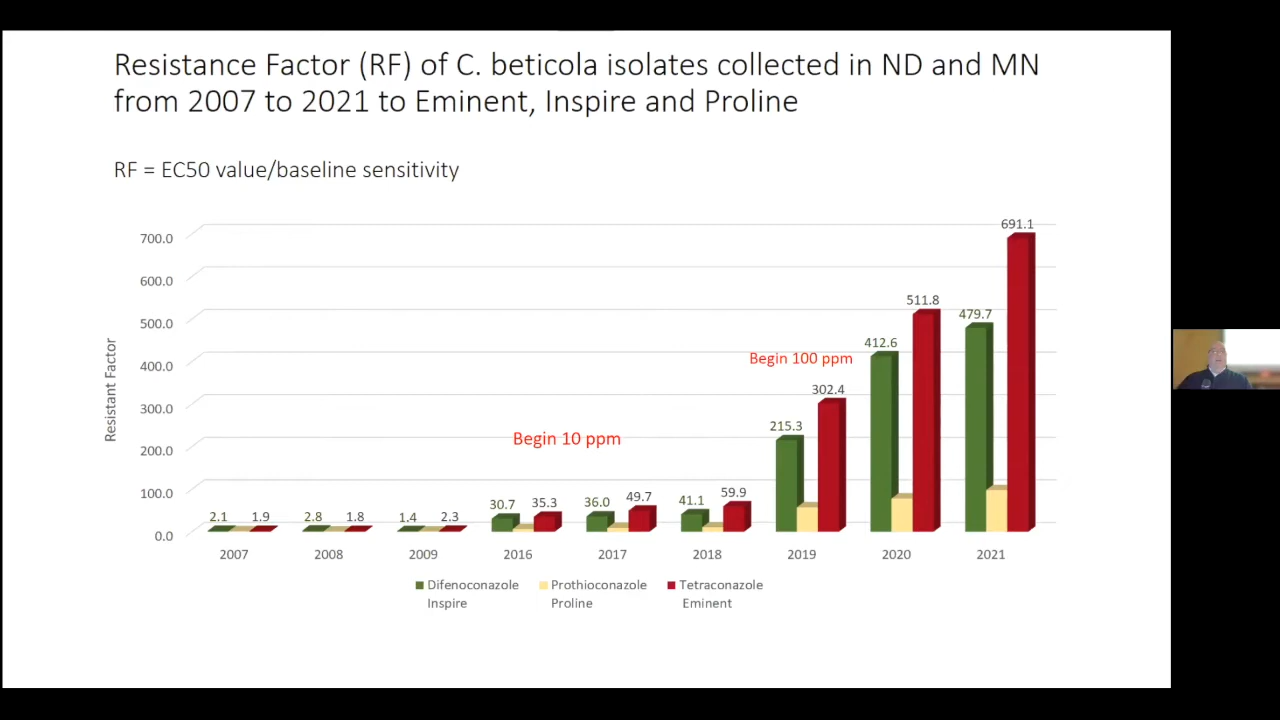 Resistance Factor (RF) of C. beticola isolates collected in ND and MN
from 2007 to 2021 to Eminent, Inspire and Proline
RF = EC50 value/baseline sensitivity
Resistant Factor
700.0
600.0
500.0
400.0
300.0
200.0
100.0
0.0
Begin 10 ppm
Begin 100 ppm
2.1 1.9
2.8 1.8
1.4 2.3
30.7 35.3
36.0 49.7
41.1 59.9
215.3 302.4
412.6 511.8
479.7 691.1
2007 2008 2009 2016 2017 2018 2019 2020 2021
Difenoconazole Prothioconazole Tetraconazole
Inspire Proline Eminent